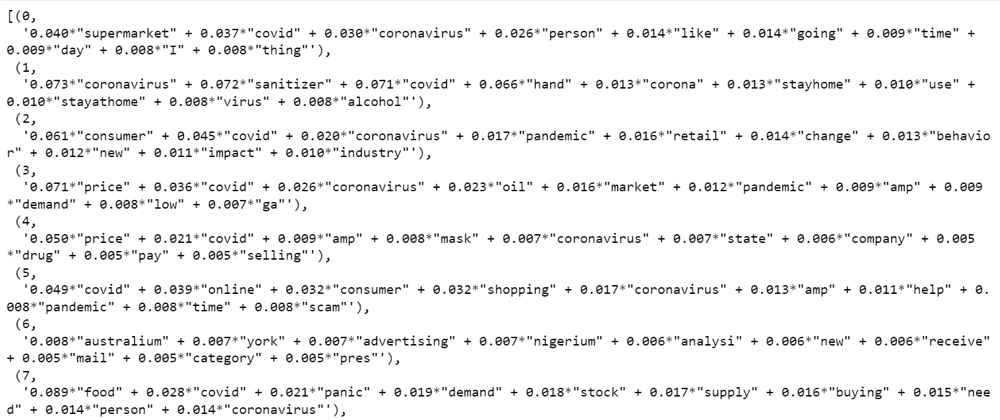 [(0,
'0.040*"supermarket" + 0.037*"covid" + 0.030*"coronavirus" + 0.026*"person" + 0.014*"like" + 0.014*"going" + 0.009*"time" +
0.009*"day" + 0.008*"I" + 0.008*"thing"'),
(1,
'0.073*"coronavirus" + 0.072*"sanitizer" + 0.071*"covid" + 0.066*"hand" + 0.013*"corona" + 0.013*"stayhome" + 0.010*"use" +
0.010*"stayathome" + 0.008*"virus" + 0.008*"alcohol"'),
(2,
'0.061*"consumer" + 0.045*"covid" + 0.020*"coronavirus" + 0.017*"pandemic" + 0.016*"retail" + 0.014*"change" + 0.013*"behavio
r" + 0.012*"new" + 0.011*"impact" + 0.010*"industry"'),
(3,
'0.071*"price" + 0.036*"covid" + 0.026*"coronavirus" + 0.023*"oil" + 0.016*"market" + 0.012*"pandemic" + 0.009*"amp" + 0.009
*"demand" + 0.008*"low" + 0.007*"ga"'),
(4,
'0.050*"price" + 0.021*"covid" + 0.009*"amp" + 0.008*"mask" + 0.007*"coronavirus" + 0.007*"state" + 0.006*"company" + 0.005
*"drug" + 0.005*"pay" + 0.005*"selling"'),
(5,
'0.049*"covid" + 0.039*"online" + 0.032*"consumer" + 0.032*"shopping" + 0.017*"coronavirus" + 0.013*"amp" + 0.011*"help" + 0.
008*"pandemic" + 0.008*"time" + 0.008*"scam"'),
(6,
'0.008*"australium" + 0.007*"york" + 0.007*"advertising" + 0.007*"nigerium" + 0.006*"analysi" + 0.006*"new" + 0.006*"receive"
+ 0.005*"mail" + 0.005*"category" + 0.005*"pres"'),
(7,
'0.089*"food" + 0.028*"covid" + 0.021*"panic" + 0.019*"demand" + 0.018*"stock" + 0.017*"supply" + 0.016*"buying" + 0.015*"nee
d" + 0.014*"person" + 0.014*"coronavirus"'),